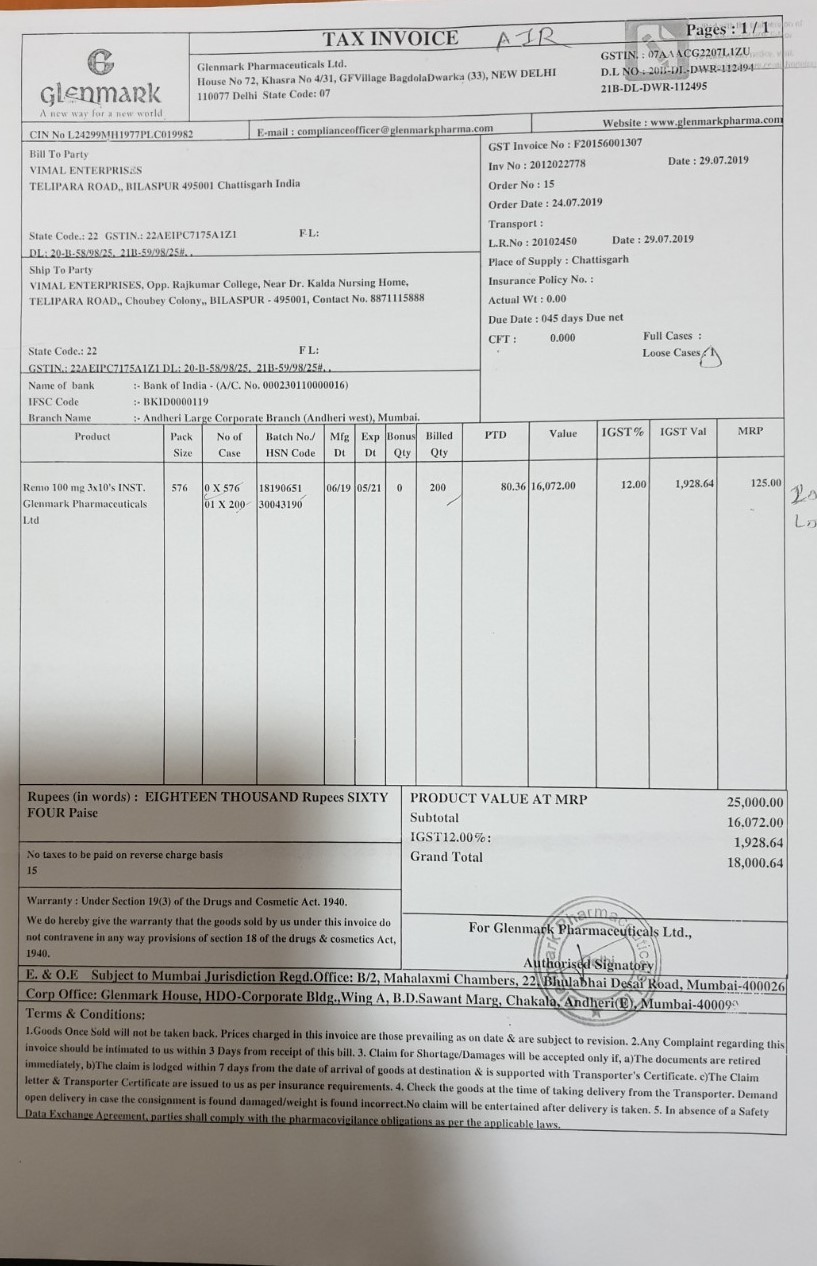 Pages : 1 / 1
TAX INVOICE
AIR
Glenmark
A new way for a new world
Glenmark Pharmaceuticals Ltd.
House No 72, Khasra No 4/31, GFVillage BagdolaDwarka (33), NEW DELHI
110077 Delhi State Code: 07
GSTIN. : 07AAACG2207L1ZU
D.L NO : 20B-DL-DWR-112494
21B-DL-DWR-112495
CIN No L24299MH1977PLC019982
E-mail : complianceofficer@glenmarkpharma.com
Website : www.glenmarkpharma.com
Bill To Party
VIMAL ENTERPRISES
TELIPARA ROAD,, BILASPUR 495001 Chattisgarh India
State Code.: 22 GSTIN.: 22AEIPC7175A1Z1 F L:
DL: 20-B-58/98/25, 21B-59/98/25#, ,
Ship To Party
VIMAL ENTERPRISES, Opp. Rajkumar College, Near Dr. Kalda Nursing Home,
TELIPARA ROAD,, Choubey Colony,, BILASPUR - 495001, Contact No. 8871115888
State Code.: 22 F L:
GSTIN.: 22AEIPC7175A1Z1 DL: 20-B-58/98/25, 21B-59/98/25#, ,
Name of bank :- Bank of India - (A/C. No. 000230110000016)
IFSC Code :- BKID0000119
Branch Name :- Andheri Large Corporate Branch (Andheri west), Mumbai.
GST Invoice No : F20156001307
Inv No : 2012022778 Date : 29.07.2019
Order No : 15
Order Date : 24.07.2019
Transport :
L.R.No : 20102450 Date : 29.07.2019
Place of Supply : Chattisgarh
Insurance Policy No. :
Actual Wt : 0.00
Due Date : 045 days Due net
CFT : 0.000 Full Cases :
Loose Cases: 1
Product Pack No of Batch No./ Mfg Exp Bonus Billed PTD Value IGST% IGST Val MRP
Size Case HSN Code Dt Dt Qty Qty
Remo 100 mg 3x10's INST. 576 0 X 576 18190651 06/19 05/21 0 200 80.36 16,072.00 12.00 1,928.64 125.00
Glenmark Pharmaceuticals 01 X 200 30043190
Ltd
Rupees (in words) : EIGHTEEN THOUSAND Rupees SIXTY
FOUR Paise
No taxes to be paid on reverse charge basis
15
PRODUCT VALUE AT MRP 25,000.00
Subtotal 16,072.00
IGST12.00%: 1,928.64
Grand Total 18,000.64
Warranty : Under Section 19(3) of the Drugs and Cosmetic Act. 1940.
We do hereby give the warranty that the goods sold by us under this invoice do
not contravene in any way provisions of section 18 of the drugs & cosmetics Act,
1940.
For Glenmark Pharmaceuticals Ltd.,
Authorised Signatory
E. & O.E Subject to Mumbai Jurisdiction Regd.Office: B/2, Mahalaxmi Chambers, 22, Bhulabhai Desai Road, Mumbai-400026
Corp Office: Glenmark House, HDO-Corporate Bldg.,Wing A, B.D.Sawant Marg, Chakala, Andheri(E), Mumbai-400099
Terms & Conditions:
1.Goods Once Sold will not be taken back. Prices charged in this invoice are those prevailing as on date & are subject to revision. 2.Any Complaint regarding this
invoice should be intimated to us within 3 Days from receipt of this bill. 3. Claim for Shortage/Damages will be accepted only if, a)The documents are retired
immediately, b)The claim is lodged within 7 days from the date of arrival of goods at destination & is supported with Transporter's Certificate. c)The Claim
letter & Transporter Certificate are issued to us as per insurance requirements. 4. Check the goods at the time of taking delivery from the Transporter. Demand
open delivery in case the consignment is found damaged/weight is found incorrect.No claim will be entertained after delivery is taken. 5. In absence of a Safety
Data Exchange Agreement, parties shall comply with the pharmacovigilance obligations as per the applicable laws.